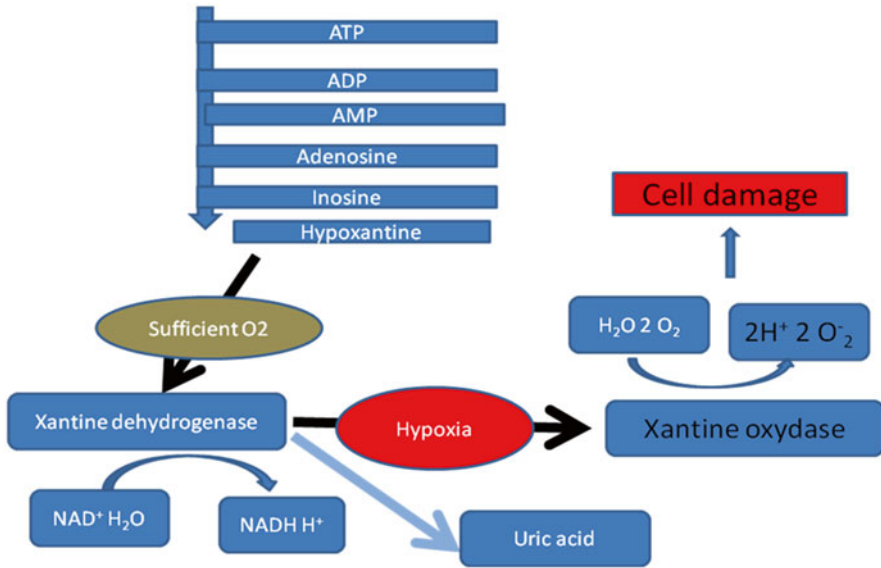 ATP
ADP
AMP
Adenosine
Inosine
Hypoxantine
Cell damage
Sufficient O2
H₂O 2 O₂
2H⁺ 2 O⁻₂
Xantine dehydrogenase
Hypoxia
Xantine oxydase
NAD⁺ H₂O
NADH H⁺
Uric acid